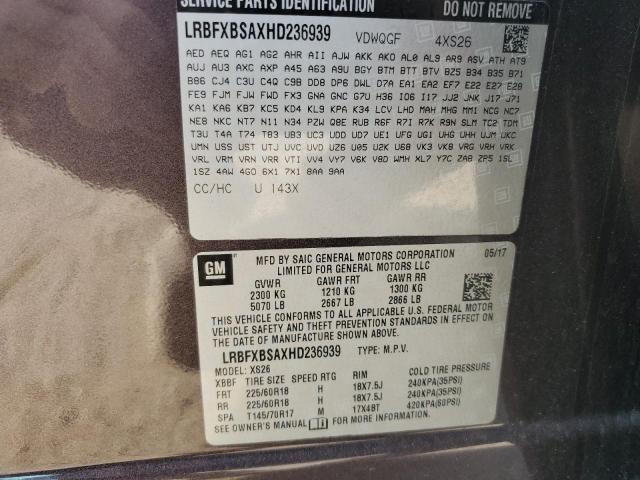 SERVICE PARTS IDENTIFICATION DO NOT REMOVE
LRBFXBSAXHD236939 VDWQGF 4XS26
AED AEQ AG1 AG2 AHR AII AJW AKK AKO AL0 AL9 AR9 ASV ATH AT9
AUJ AU3 AXC AXP A45 A63 A9U BGY BTM BTT BTV BZ5 B34 B35 B71
B86 CJ4 C3U C4Q C9B DB8 DP6 DWL D7A EA1 EA2 EF7 E22 E27 E28
FE9 FJM FJW FWD FX3 GNA GNC G7U H36 IO6 I17 JJ2 JNK J17 J71
KA1 KA6 KB7 KC5 KD4 KL9 KPA K34 LCV LHD MAH MHG MM1 NCG NC7
NE8 NKC NT7 N11 N34 PZW Q8E RUB R6F R7I R7K R9N SLM TC2 TDM
T3U T4A T74 T83 UB3 UC3 UDD UD7 UE1 UFG UG1 UHG UHH UJM UKC
UMN USS UST UTJ UVC UVD UZ6 U05 U2K U68 VK3 VK8 VRG VRH VRK
VRL VRM VRN VRR VTI VV4 VY7 V6K V8D WMH XL7 Y7C ZAB ZP5 1SL
1SZ 4AW 4G0 6X1 7X1 8AA 9AA
CC/HC U 143X
GM
MFD BY SAIC GENERAL MOTORS CORPORATION 05/17
LIMITED FOR GENERAL MOTORS LLC
GVWR GAWR FRT GAWR RR
2300 KG 1210 KG 1300 KG
5070 LB 2667 LB 2866 LB
THIS VEHICLE CONFORMS TO ALL APPLICABLE U.S. FEDERAL MOTOR
VEHICLE SAFETY AND THEFT PREVENTION STANDARDS IN EFFECT ON THE
DATE OF MANUFACTURE SHOWN ABOVE.
LRBFXBSAXHD236939 TYPE: M.P.V.
MODEL: XS26
XBBF TIRE SIZE SPEED RTG RIM COLD TIRE PRESSURE
FRT 225/60R18 H 18X7.5J 240KPA(35PSI)
RR 225/60R18 H 18X7.5J 240KPA(35PSI)
SPA T145/70R17 M 17X4BT 420KPA(60PSI)
SEE OWNER'S MANUAL FOR ADDITIONAL INFORMATION.